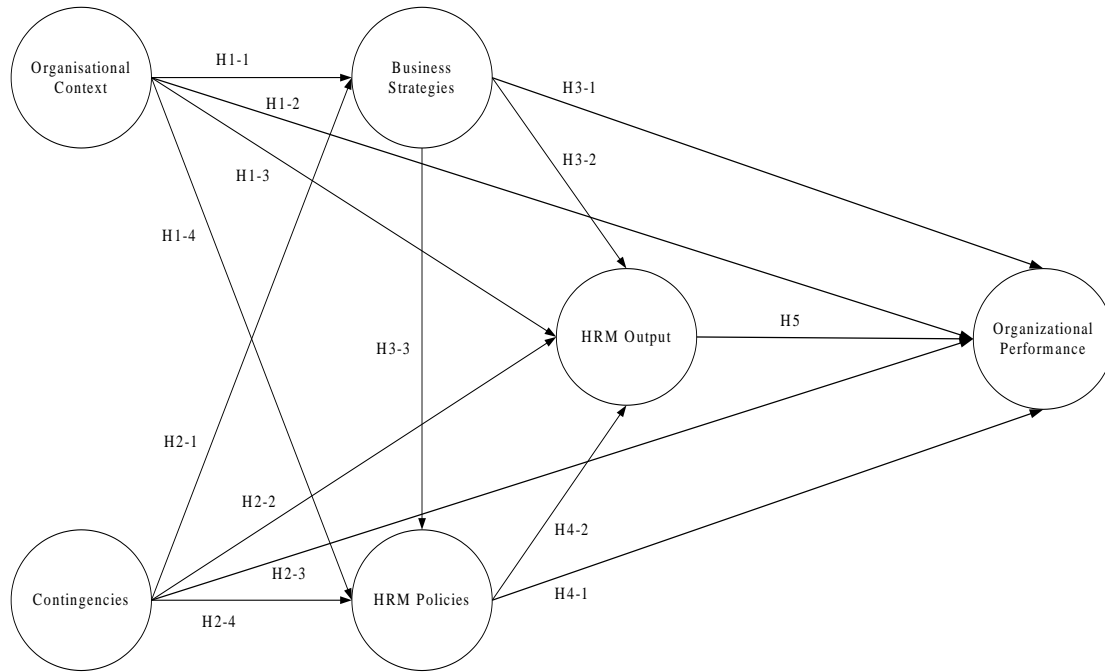 Organisational
Context
H1-1
Business
Strategies
H1-2
H3-1
H3-2
H1-3
H1-4
H3-3
HRM Output
H5
Organizational
Performance
H2-1
H2-2
H4-2
Contingencies
H2-3
H2-4
HRM Policies
H4-1